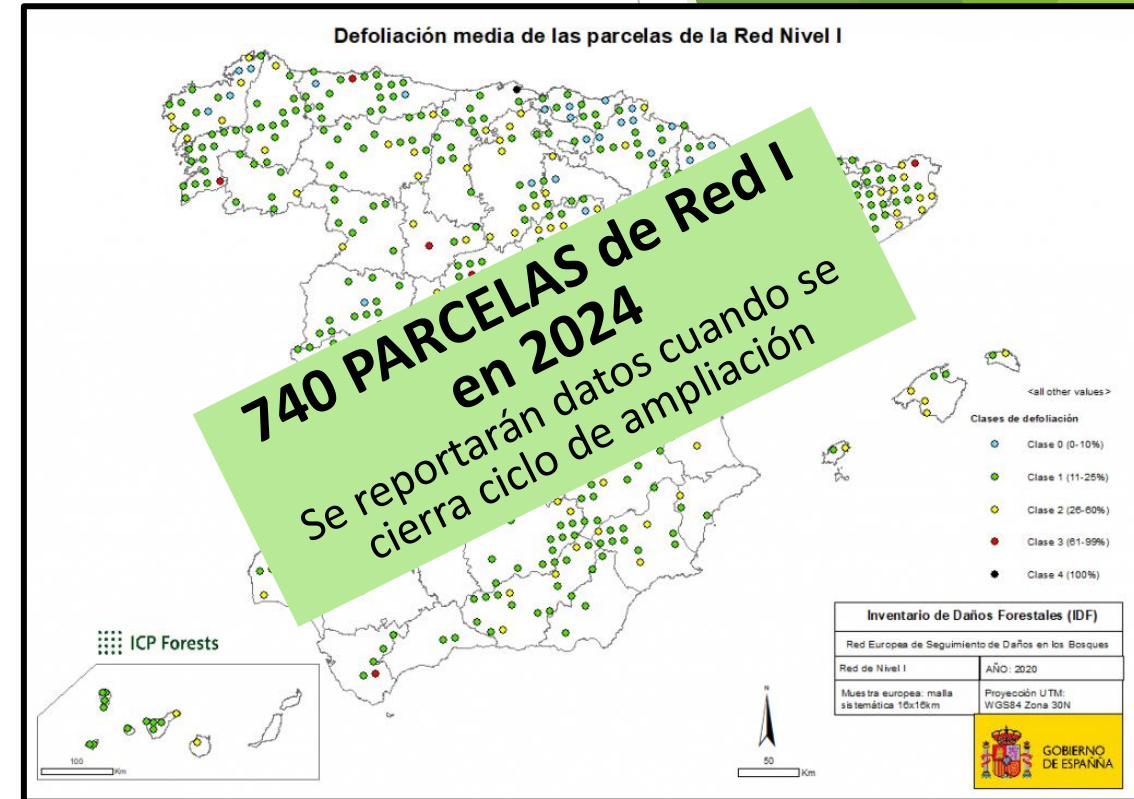 Defoliación media de las parcelas de la Red Nivel I
740 PARCELAS de Red I
en 2024
Se reportarán datos cuando se
cierra ciclo de ampliación
<all other values>
Clases de defoliación
Clase 0 (0-10%)
Clase 1 (11-25%)
Clase 2 (26-60%)
Clase 3 (61-99%)
Clase 4 (100%)
Inventario de Daños Forestales (IDF)
Red Europea de Seguimiento de Daños en los Bosques
Red de Nivel I
AÑO: 2020
Muestra europea: malla
sistemática 16x16km
Proyección UTM:
WGS84 Zona 30N
GOBIERNO
DE ESPAÑÑA
ICP Forests
100
Km
N
50
Km